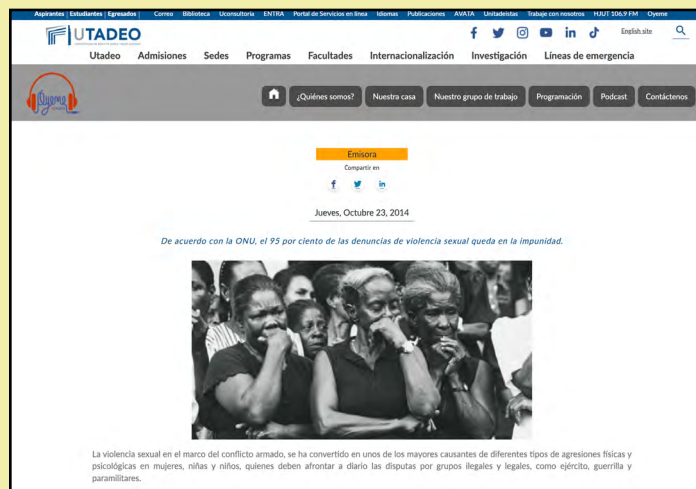 Aspirantes | Estudiantes | Egresados | Correo Biblioteca Uconsultoría ENTRA Portal de Servicios en línea Idiomas Publicaciones AVATA Unitadeístas Trabaje con nosotros HJUT 106.9 FM Oyeme
UTADEO
English site
Utadeo Admisiones Sedes Programas Facultades Internacionalización Investigación Líneas de emergencia
Óyeme
¿Quiénes somos? Nuestra casa Nuestro grupo de trabajo Programación Podcast Contáctenos
Emisora
Compartir en
Jueves, Octubre 23, 2014
De acuerdo con la ONU, el 95 por ciento de las denuncias de violencia sexual queda en la impunidad.
La violencia sexual en el marco del conflicto armado, se ha convertido en unos de los mayores causantes de diferentes tipos de agresiones físicas y
psicológicas en mujeres, niñas y niños, quienes deben afrontar a diario las disputas por grupos ilegales y legales, como ejército, guerrilla y
paramilitares.